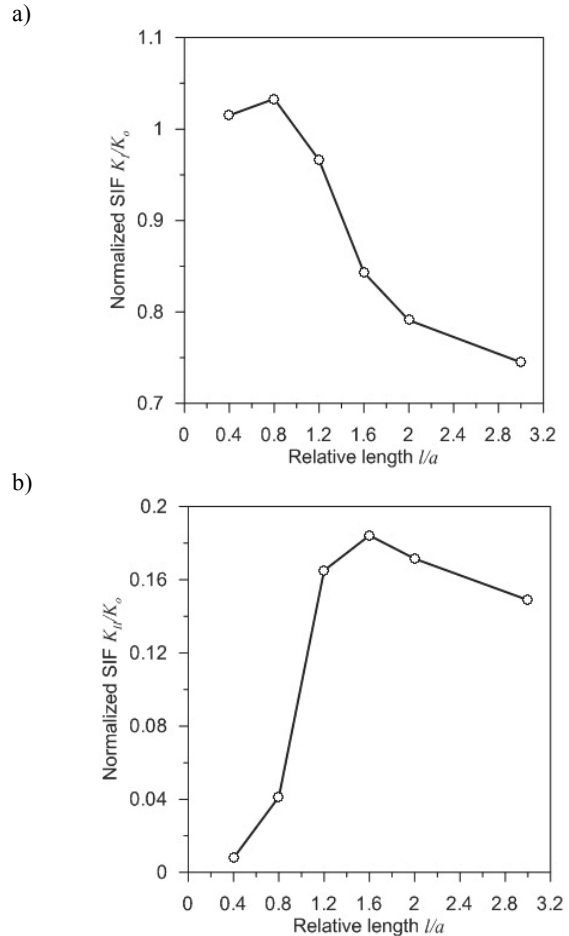 a)
1.1
1
0.9
0.8
0.7
Normalized SIF K_I/K_o
0 0.4 0.8 1.2 1.6 2 2.4 2.8 3.2
Relative length l/a
b)
0.2
0.16
0.12
0.08
0.04
0
Normalized SIF K_II/K_o
0 0.4 0.8 1.2 1.6 2 2.4 2.8 3.2
Relative length l/a